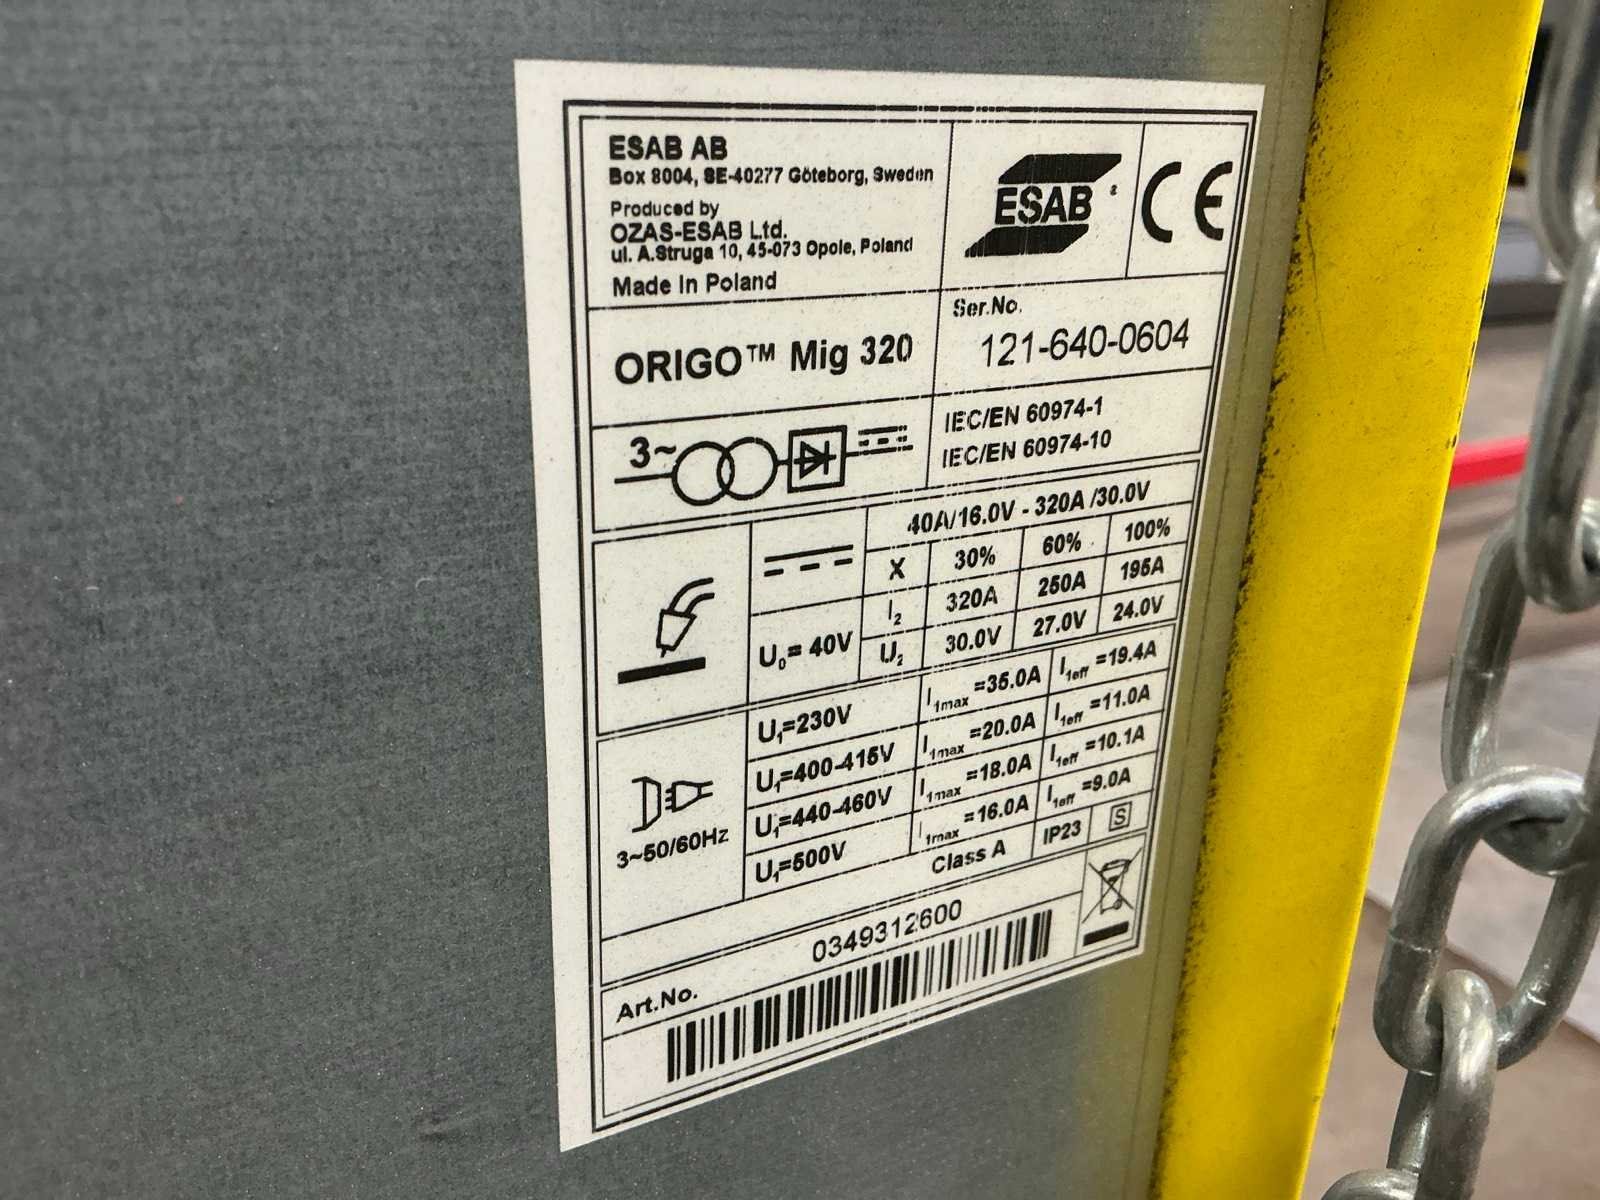 ESAB AB
Box 8004, SE-40277 Göteborg, Sweden
Produced by
OZAS-ESAB Ltd.
ul. A.Struga 10, 45-073 Opole, Poland
Made In Poland
ESAB
CE
ORIGO™ Mig 320
Ser.No.
121-640-0604
3~
IEC/EN 60974-1
IEC/EN 60974-10
40A/16.0V - 320A /30.0V
X 30% 60% 100%
I₂ 320A 250A 195A
U₀= 40V U₂ 30.0V 27.0V 24.0V
U₁=230V I₁max =35.0A I₁eff =19.4A
U₁=400-415V I₁max =20.0A I₁eff =11.0A
U₁=440-460V I₁max =18.0A I₁eff =10.1A
U₁=500V I₁max =16.0A I₁eff =9.0A
3~50/60Hz
Class A IP23 S
Art.No. 0349312600